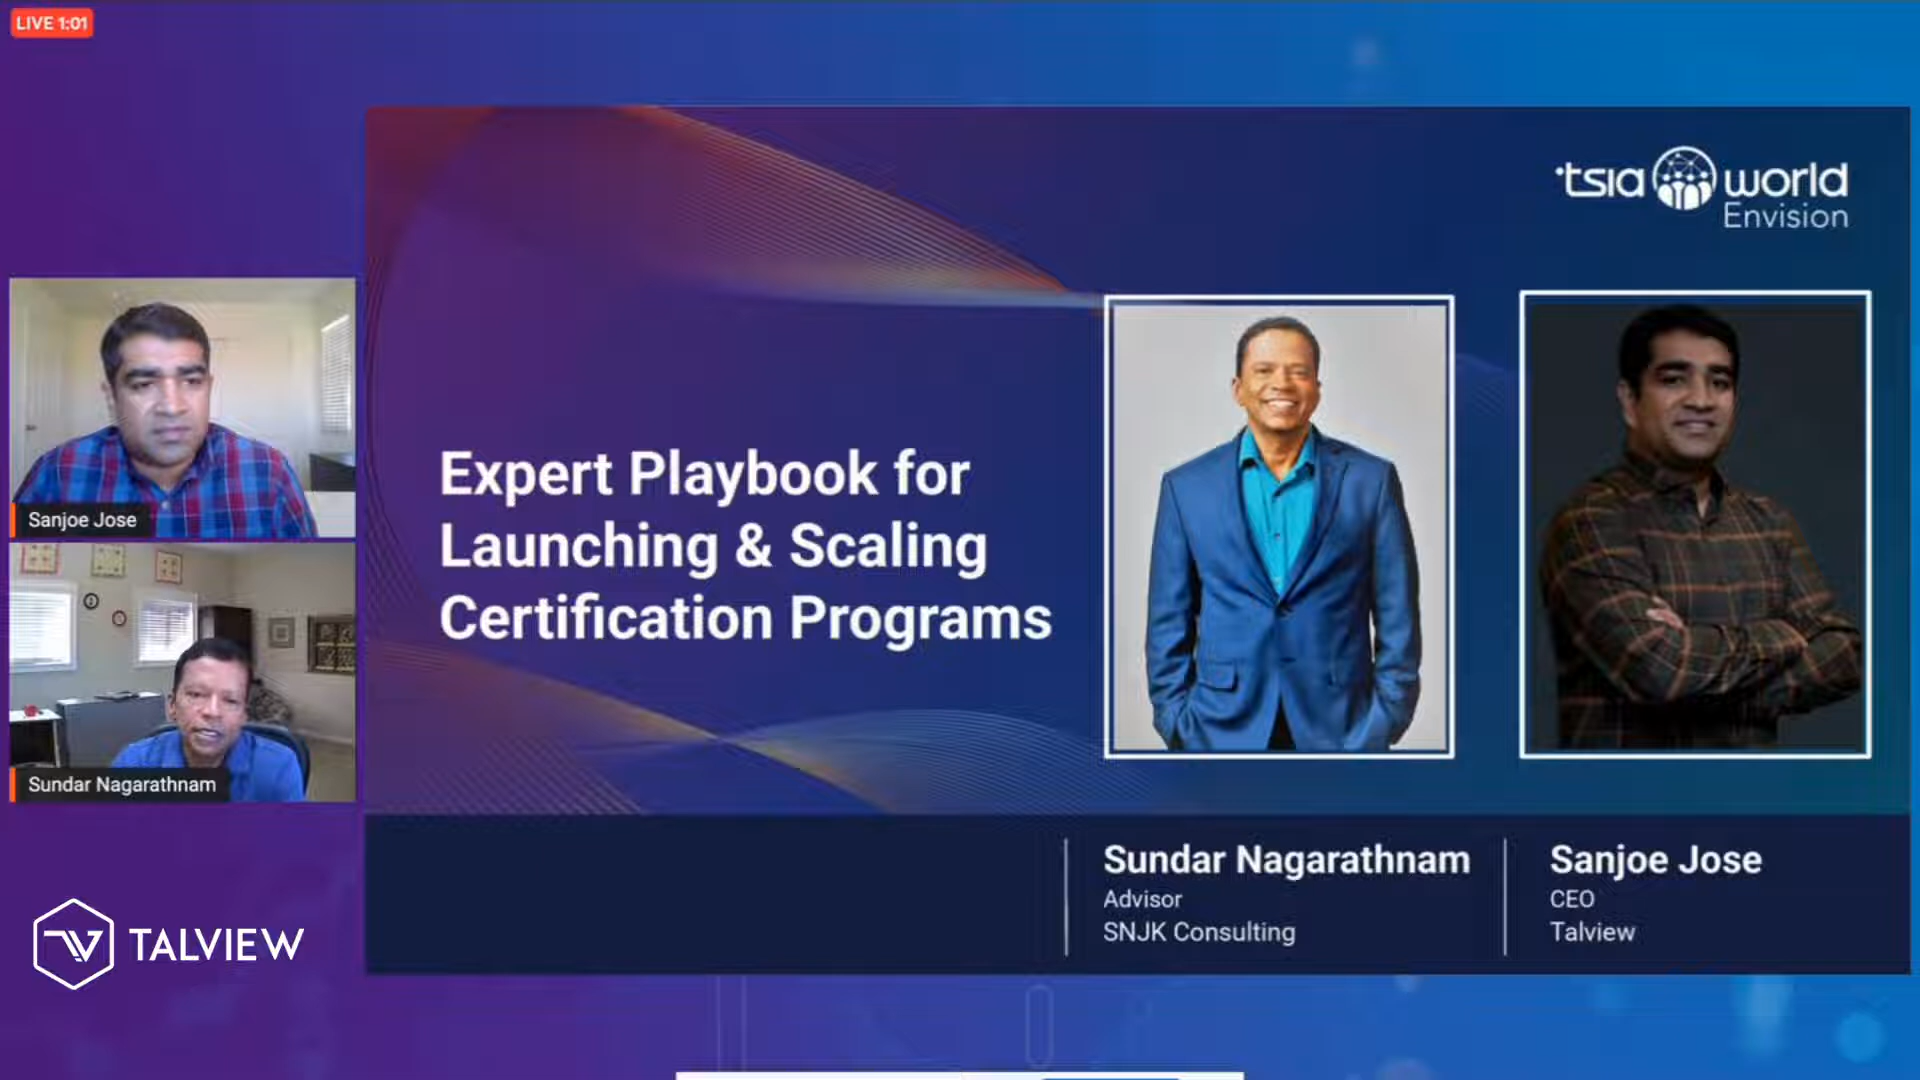 LIVE 1:01
tsia world
Envision
Sanjoe Jose
Sundar Nagarathnam
Expert Playbook for
Launching & Scaling
Certification Programs
Sundar Nagarathnam
Advisor
SNJK Consulting
Sanjoe Jose
CEO
Talview
TALVIEW